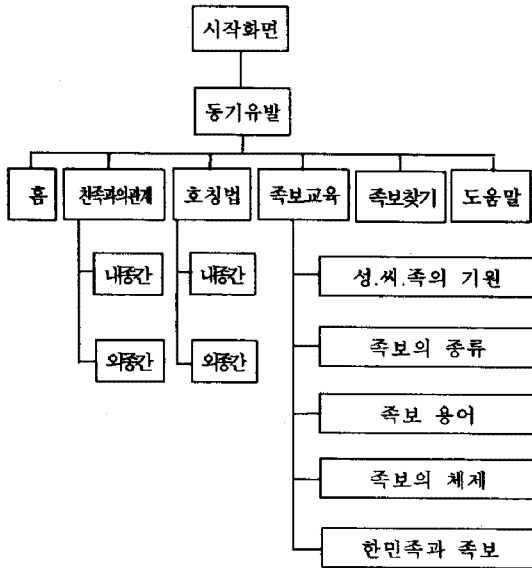 시작화면
동기유발
홈
친족과의관계
호칭법
족보교육
족보찾기
도움말
내종간
내종간
성.씨.족의 기원
외종간
외종간
족보의 종류
족보 용어
족보의 체제
한민족과 족보